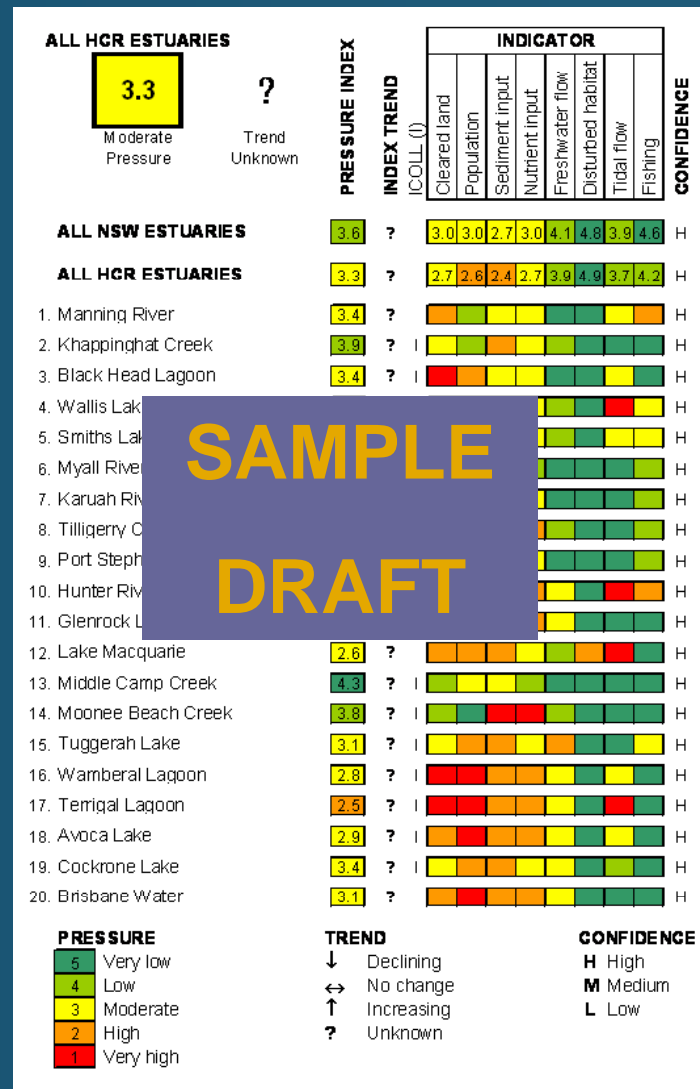 ALL HCR ESTUARIES
3.3
Moderate Pressure
?
Trend Unknown
PRESSURE INDEX
INDEX TREND
ICOLL (I)
INDICATOR
Cleared land
Population
Sediment input
Nutrient input
Freshwater flow
Disturbed habitat
Tidal flow
Fishing
CONFIDENCE
ALL NSW ESTUARIES 3.6 ? 3.0 3.0 2.7 3.0 4.1 4.8 3.9 4.6 H
ALL HCR ESTUARIES 3.3 ? 2.7 2.6 2.4 2.7 3.9 4.9 3.7 4.2 H
1. Manning River 3.4 ? H
2. Khappinghat Creek 3.9 ? I H
3. Black Head Lagoon 3.4 ? I H
4. Wallis H
5. Smiths H
6. Myall H
7. Karuah H
8. Tilligerry H
9. Port H
10. Hunter H
11. Glenrock H
SAMPLE
DRAFT
12. Lake Macquarie 2.6 ? H
13. Middle Camp Creek 4.3 ? I H
14. Moonee Beach Creek 3.8 ? I H
15. Tuggerah Lake 3.1 ? I H
16. Wamberal Lagoon 2.8 ? I H
17. Terrigal Lagoon 2.5 ? I H
18. Avoca Lake 2.9 ? I H
19. Cockrone Lake 3.4 ? I H
20. Brisbane Water 3.1 ? H
PRESSURE
5 Very low
4 Low
3 Moderate
2 High
1 Very high
TREND
↓ Declining
↔ No change
↑ Increasing
? Unknown
CONFIDENCE
H High
M Medium
L Low